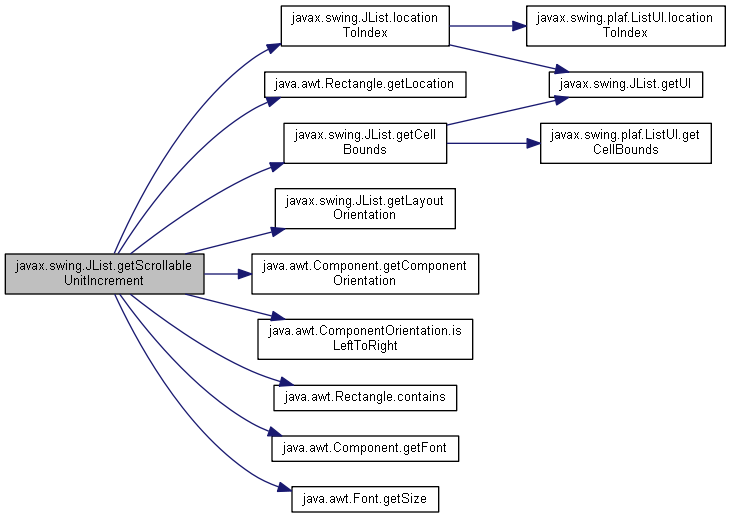 javax.swing.JList.getScrollable
UnitIncrement
javax.swing.JList.location
ToIndex
java.awt.Rectangle.getLocation
javax.swing.JList.getCell
Bounds
javax.swing.JList.getLayout
Orientation
java.awt.Component.getComponent
Orientation
java.awt.ComponentOrientation.is
LeftToRight
java.awt.Rectangle.contains
java.awt.Component.getFont
java.awt.Font.getSize
javax.swing.plaf.ListUI.location
ToIndex
javax.swing.JList.getUI
javax.swing.plaf.ListUI.get
CellBounds